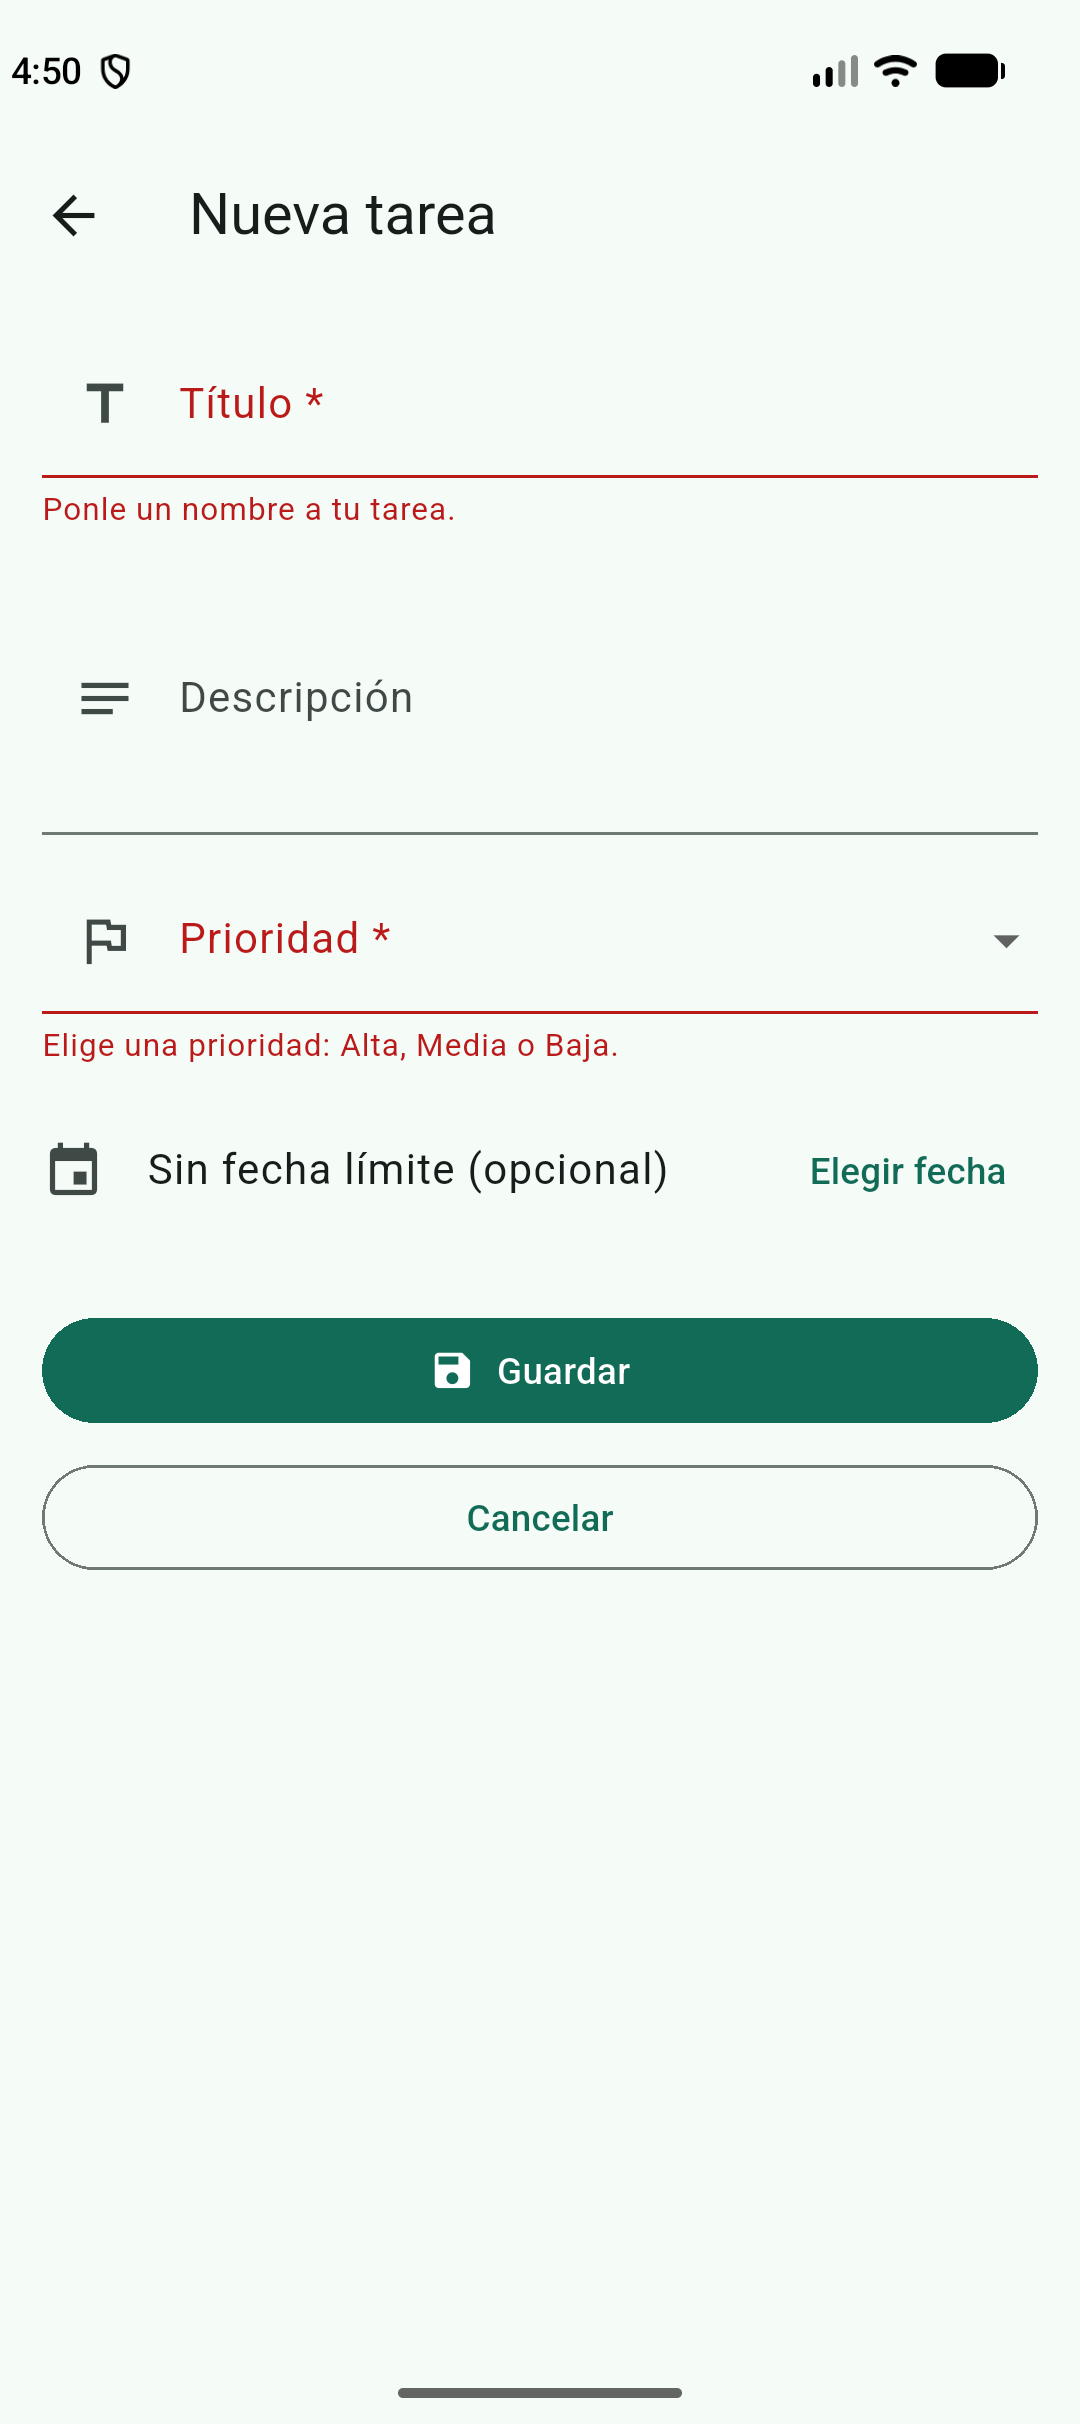 4:50
Nueva tarea
Título *
Ponle un nombre a tu tarea.
Descripción
Prioridad *
Elige una prioridad: Alta, Media o Baja.
Sin fecha límite (opcional)
Elegir fecha
Guardar
Cancelar